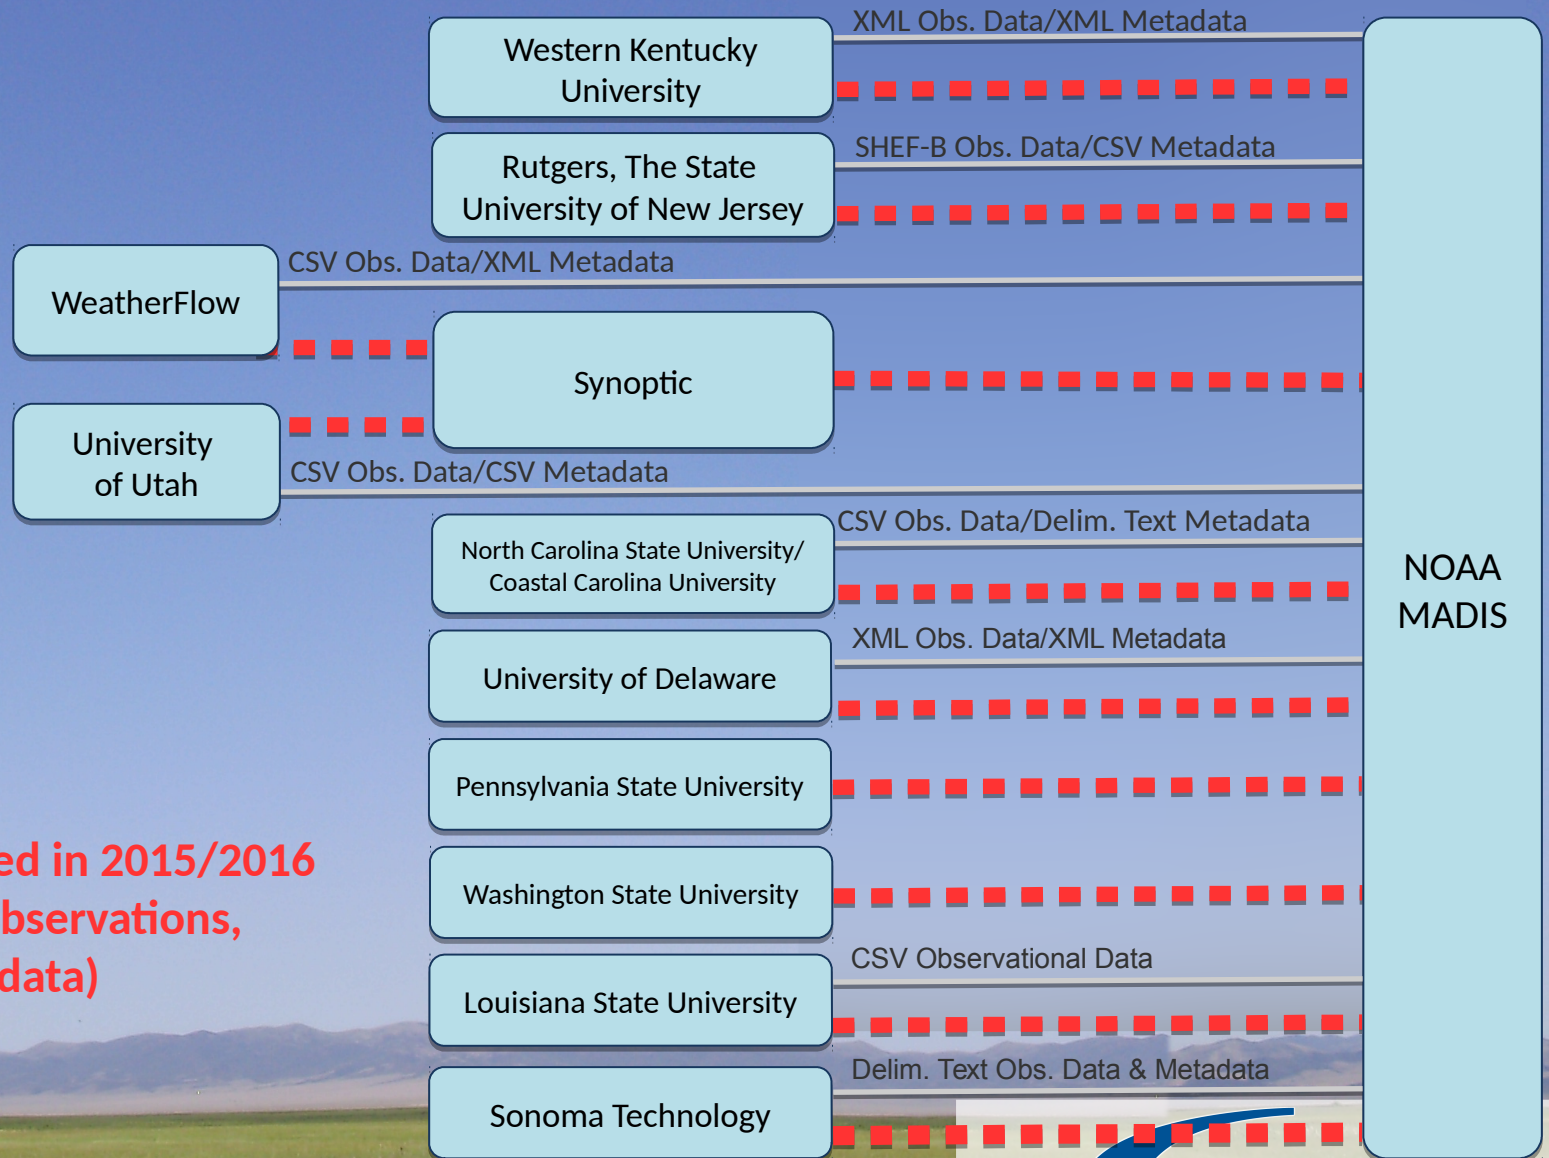 XML Obs. Data/XML Metadata
Western Kentucky
University
SHEF-B Obs. Data/CSV Metadata
Rutgers, The State
University of New Jersey
CSV Obs. Data/XML Metadata
WeatherFlow
Synoptic
University
of Utah
CSV Obs. Data/CSV Metadata
CSV Obs. Data/Delim. Text Metadata
North Carolina State University/
Coastal Carolina University
NOAA
MADIS
XML Obs. Data/XML Metadata
University of Delaware
Pennsylvania State University
ed in 2015/2016
bservations,
data)
Washington State University
CSV Observational Data
Louisiana State University
Delim. Text Obs. Data & Metadata
Sonoma Technology